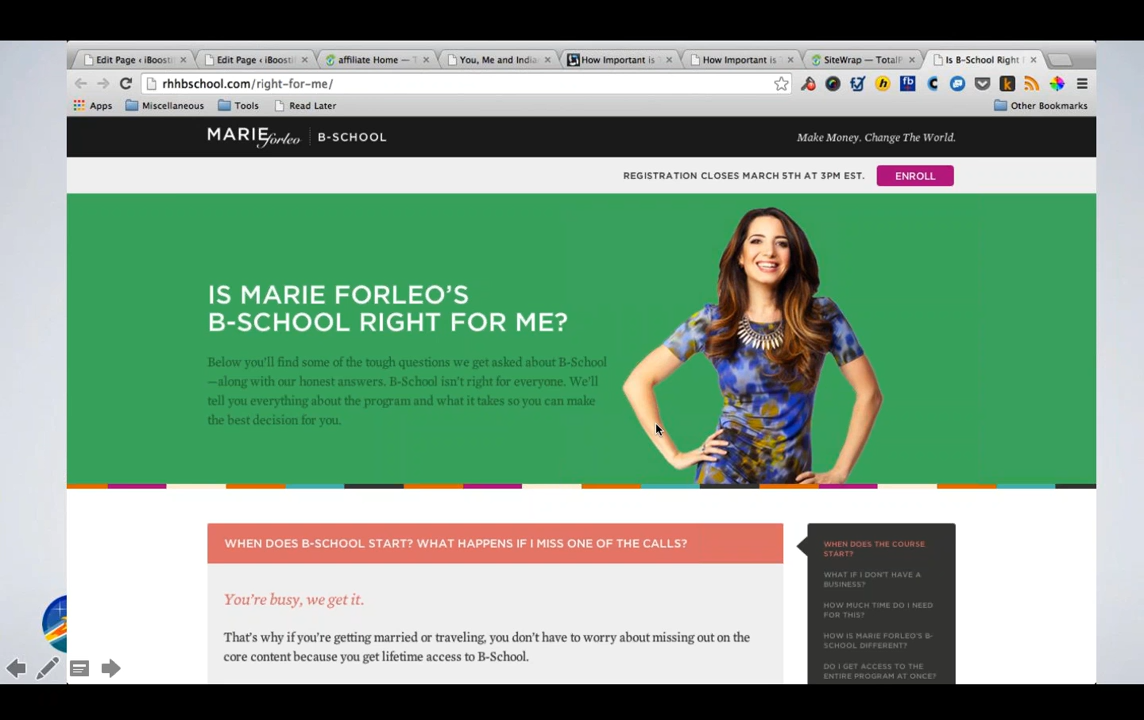 Edit Page ‹ iBoosti
Edit Page ‹ iBoosti
affiliate Home — T
You, Me and India
How Important is
How Important is
SiteWrap — TotalP
Is B-School Right
rhhbschool.com/right-for-me/
Apps
Miscellaneous
Tools
Read Later
Other Bookmarks
MARIE forleo | B-SCHOOL
Make Money. Change The World.
REGISTRATION CLOSES MARCH 5TH AT 3PM EST.
ENROLL
IS MARIE FORLEO’S
B-SCHOOL RIGHT FOR ME?
Below you’ll find some of the tough questions we get asked about B-School
—along with our honest answers. B-School isn’t right for everyone. We’ll
tell you everything about the program and what it takes so you can make
the best decision for you.
WHEN DOES B-SCHOOL START? WHAT HAPPENS IF I MISS ONE OF THE CALLS?
You’re busy, we get it.
That’s why if you’re getting married or traveling, you don’t have to worry about missing out on the
core content because you get lifetime access to B-School.
WHEN DOES THE COURSE
START?
WHAT IF I DON’T HAVE A
BUSINESS?
HOW MUCH TIME DO I NEED
FOR THIS?
HOW IS MARIE FORLEO’S B-
SCHOOL DIFFERENT?
DO I GET ACCESS TO THE
ENTIRE PROGRAM AT ONCE?